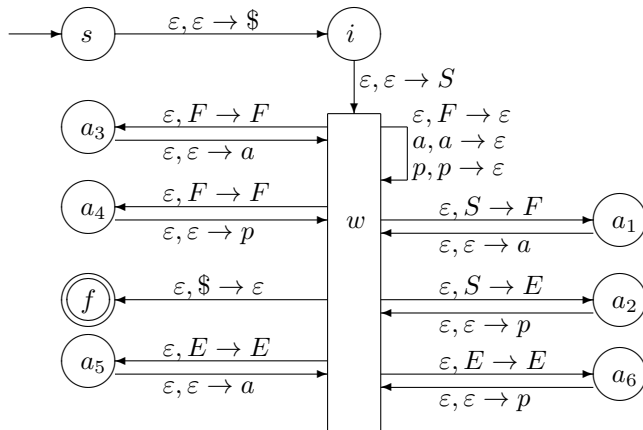 s
ε, ε → $
i
ε, ε → S
a₃
ε, F → F
ε, ε → a
ε, F → ε
a, a → ε
p, p → ε
a₄
ε, F → F
ε, ε → p
w
ε, S → F
ε, ε → a
a₁
f
ε, $ → ε
ε, S → E
ε, ε → p
a₂
a₅
ε, E → E
ε, ε → a
ε, E → E
ε, ε → p
a₆